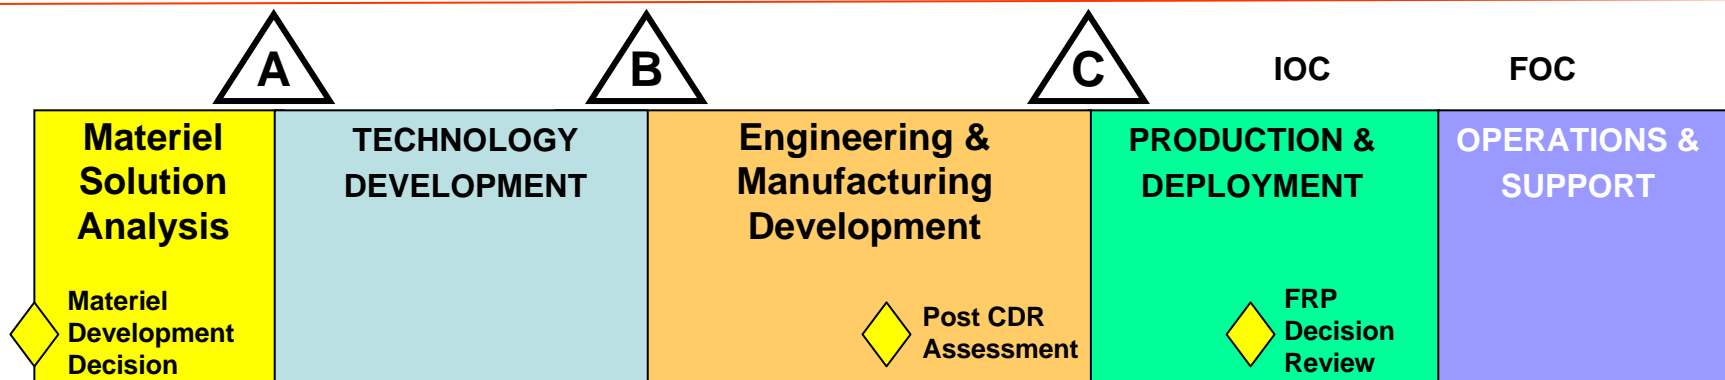 A
B
C
IOC
FOC
Materiel
Solution
Analysis
TECHNOLOGY
DEVELOPMENT
Engineering &
Manufacturing
Development
PRODUCTION &
DEPLOYMENT
OPERATIONS &
SUPPORT
Materiel
Development
Decision
Post CDR
Assessment
FRP
Decision
Review